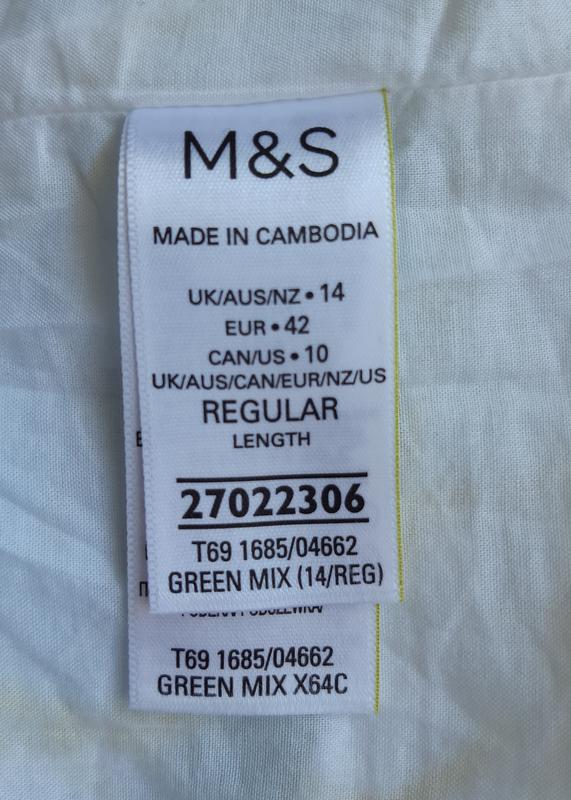 M&S
MADE IN CAMBODIA
UK/AUS/NZ • 14
EUR • 42
CAN/US • 10
UK/AUS/CAN/EUR/NZ/US
REGULAR
LENGTH
27022306
T69 1685/04662
GREEN MIX (14/REG)
T69 1685/04662
GREEN MIX X64C